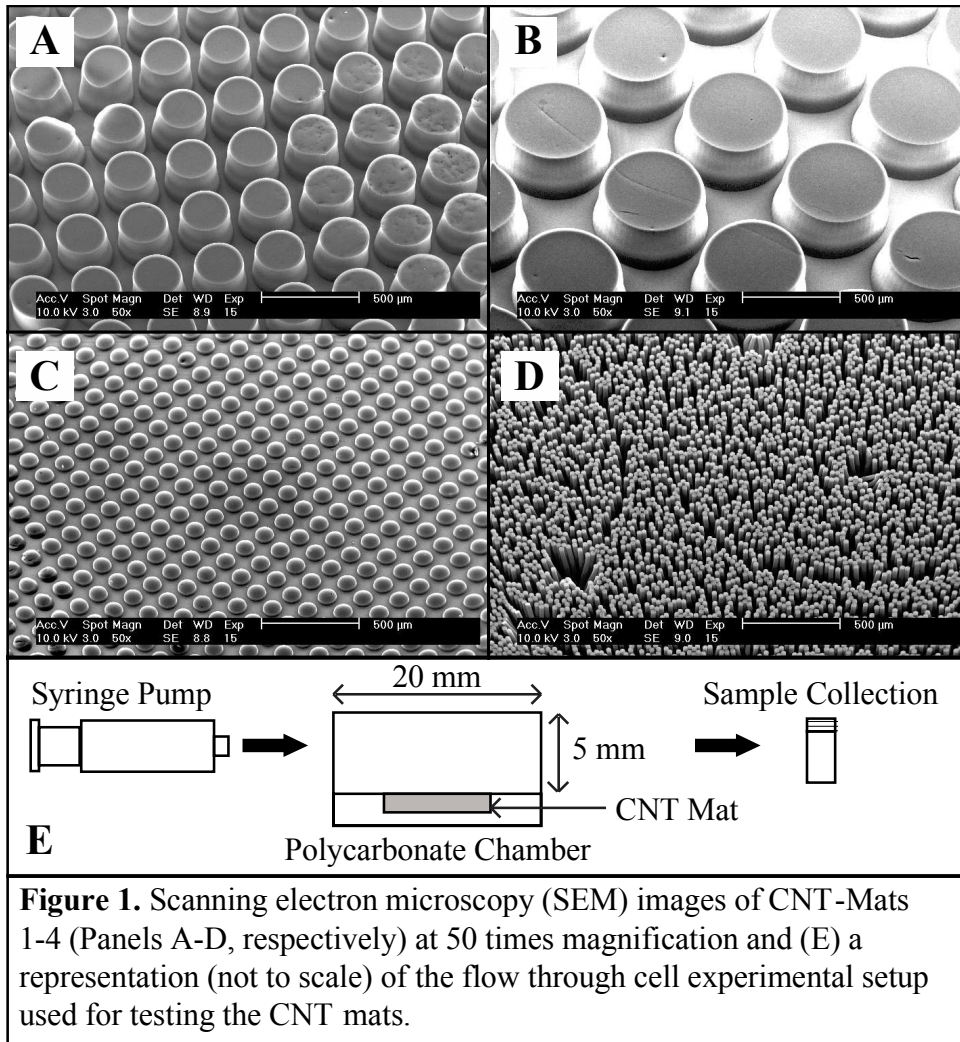 A
Acc.V Spot Magn Det WD Exp 500 µm
10.0 kV 3.0 50x SE 8.9 15
B
Acc.V Spot Magn Det WD Exp 500 µm
10.0 kV 3.0 50x SE 9.1 15
C
Acc.V Spot Magn Det WD Exp 500 µm
10.0 kV 3.0 50x SE 8.8 15
D
Acc.V Spot Magn Det WD Exp 500 µm
10.0 kV 3.0 50x SE 9.0 15
Syringe Pump
20 mm
Sample Collection
5 mm
CNT Mat
E
Polycarbonate Chamber
Figure 1. Scanning electron microscopy (SEM) images of CNT-Mats
1-4 (Panels A-D, respectively) at 50 times magnification and (E) a
representation (not to scale) of the flow through cell experimental setup
used for testing the CNT mats.